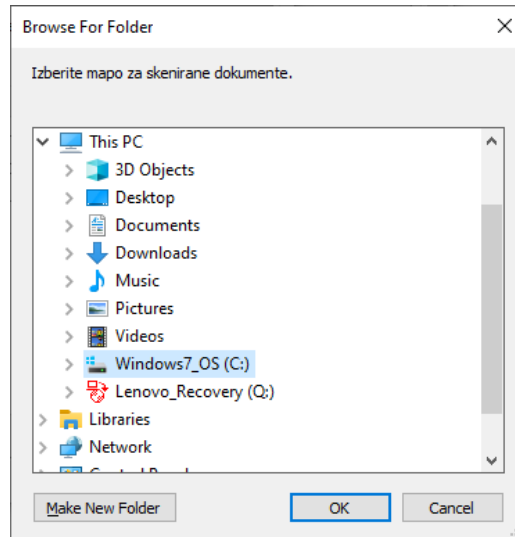 Browse For Folder
Izberite mapo za skenirane dokumente.
This PC
3D Objects
Desktop
Documents
Downloads
Music
Pictures
Videos
Windows7_OS (C:)
Lenovo_Recovery (Q:)
Libraries
Network
Make New Folder
OK
Cancel